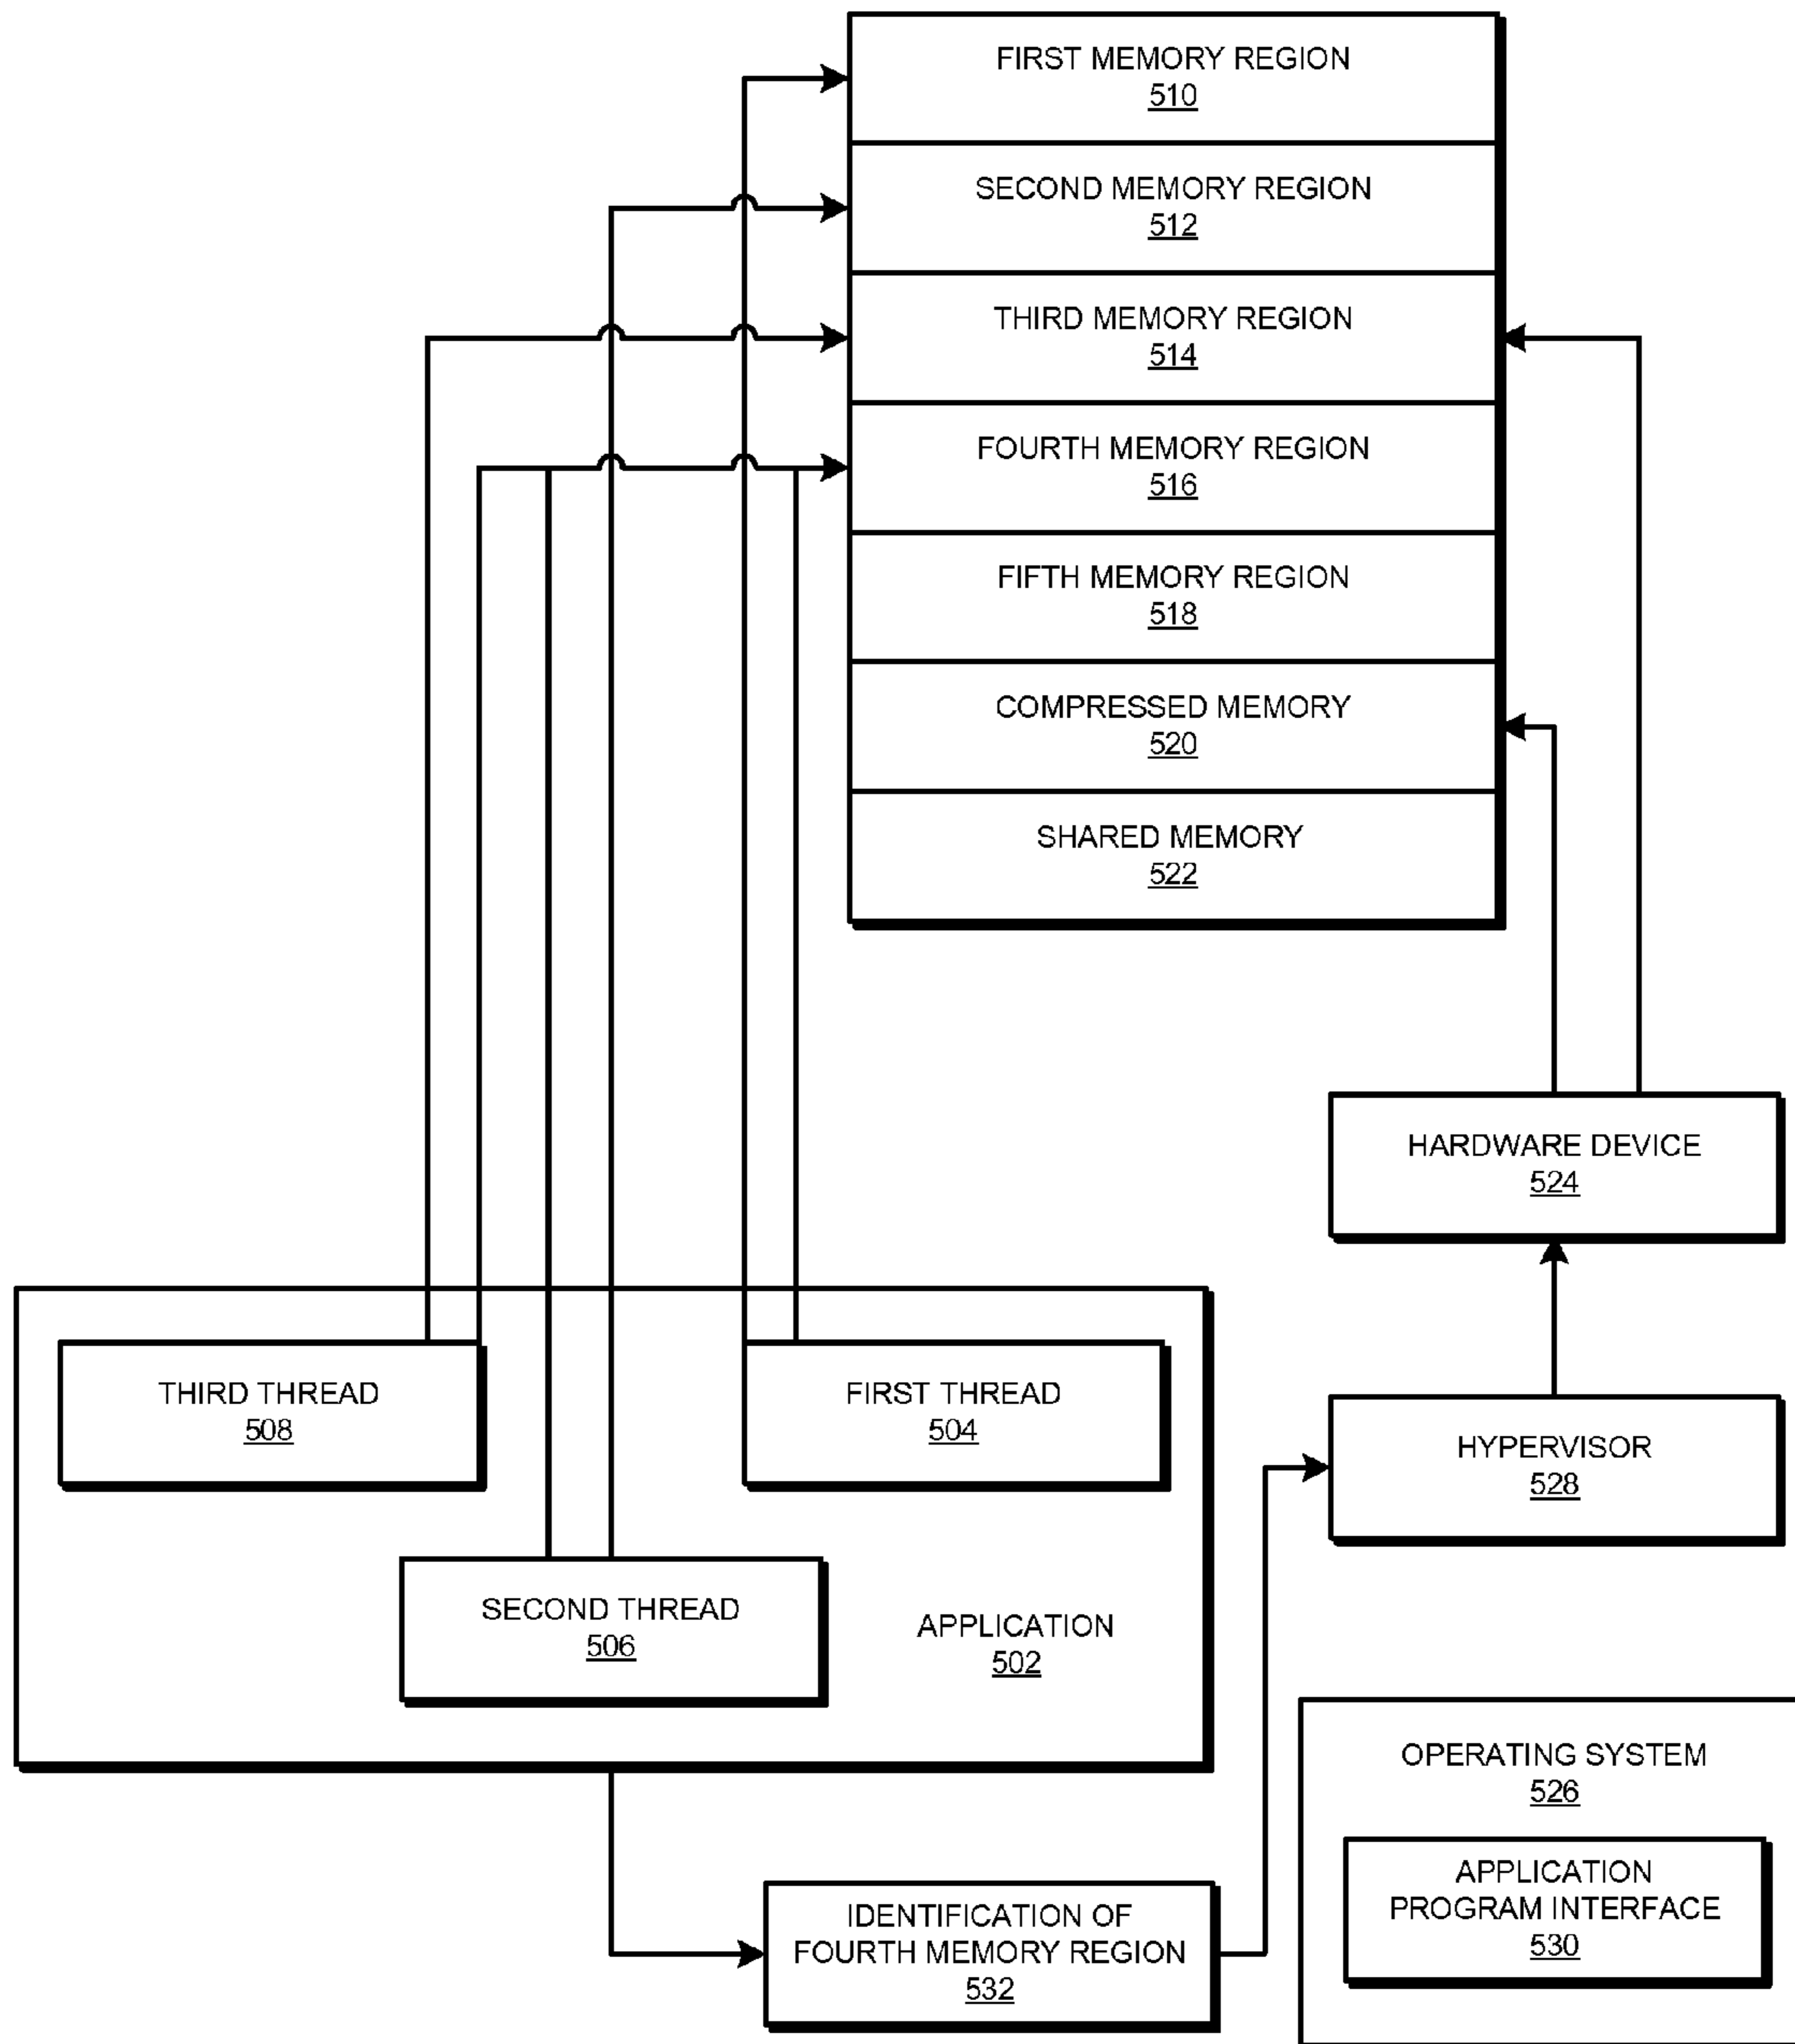 FIRST MEMORY REGION
510
SECOND MEMORY REGION
512
THIRD MEMORY REGION
514
FOURTH MEMORY REGION
516
FIFTH MEMORY REGION
518
COMPRESSED MEMORY
520
SHARED MEMORY
522
HARDWARE DEVICE
524
THIRD THREAD
508
FIRST THREAD
504
HYPERVISOR
528
SECOND THREAD
506
APPLICATION
502
OPERATING SYSTEM
526
APPLICATION
PROGRAM INTERFACE
530
IDENTIFICATION OF
FOURTH MEMORY REGION
532